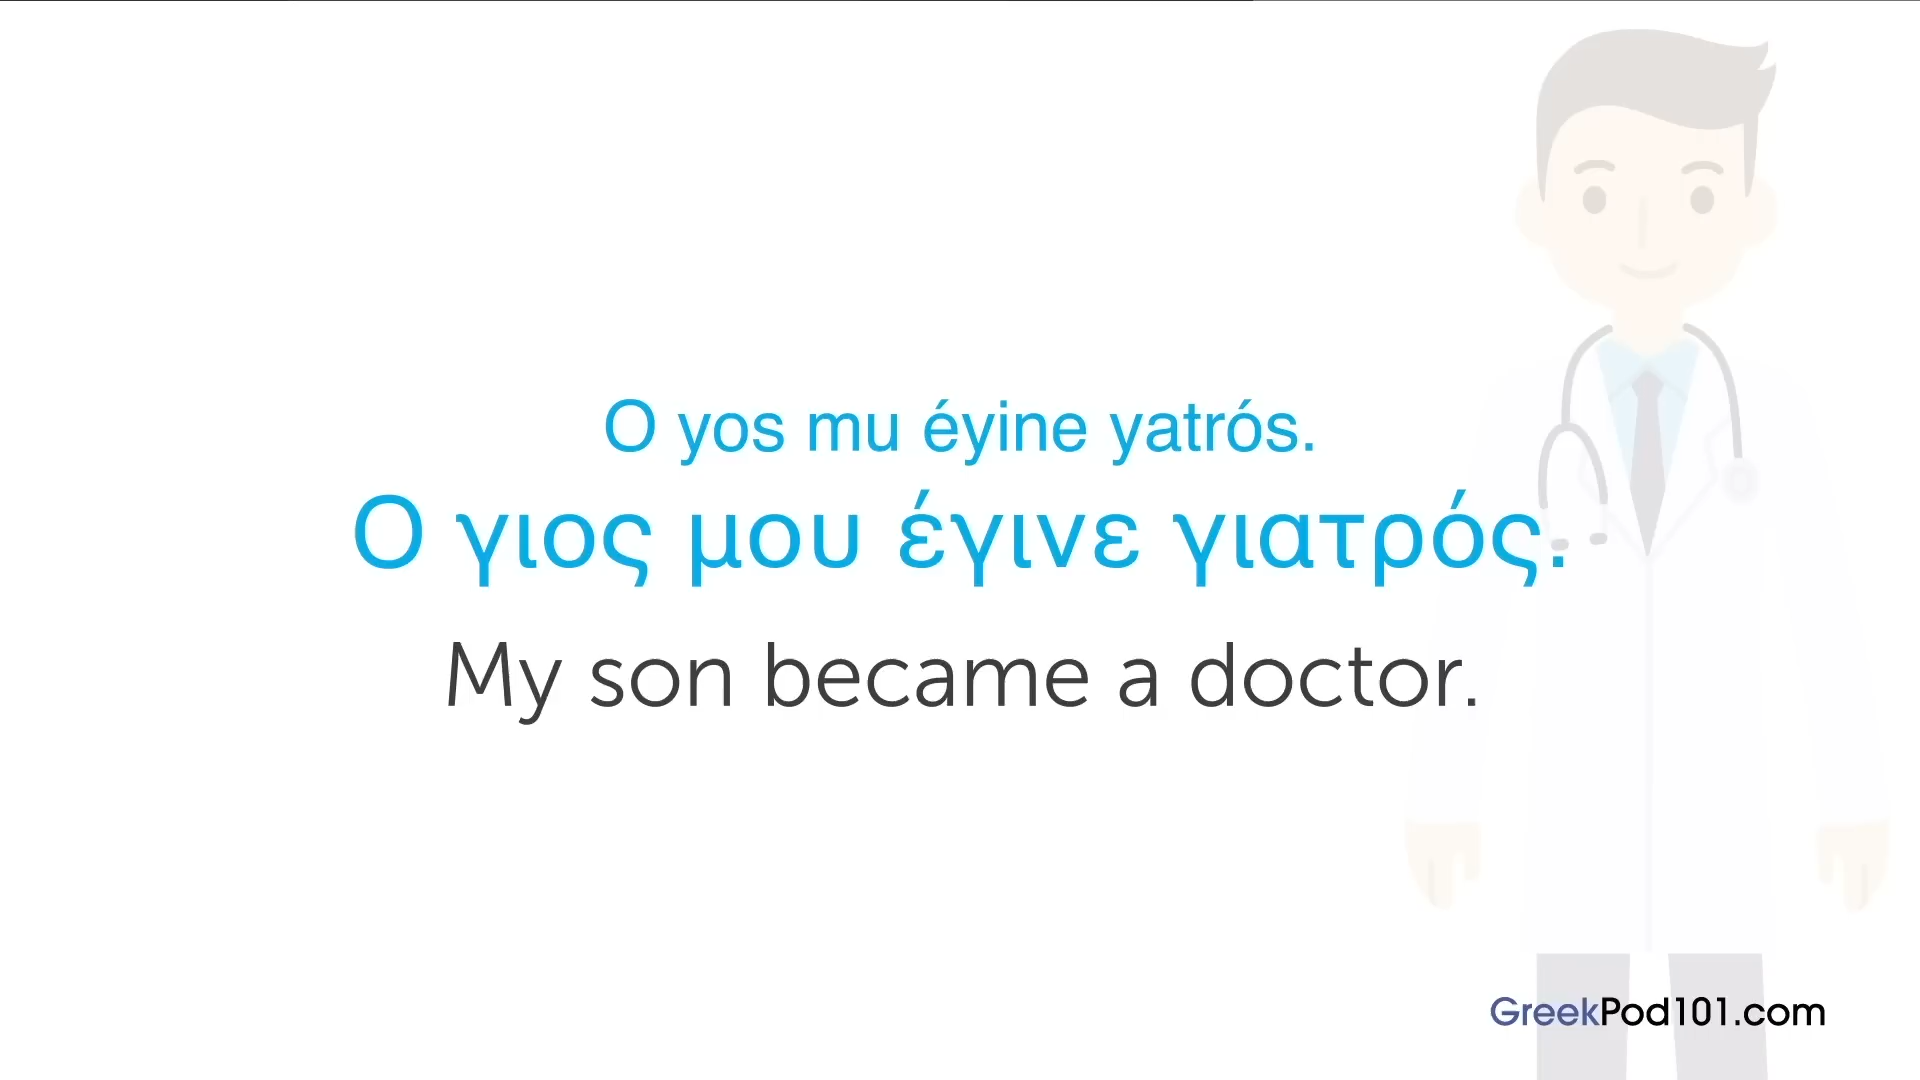 O yos mu éyine yatrós.
Ο γιος μου έγινε γιατρός.
My son became a doctor.
GreekPod101.com